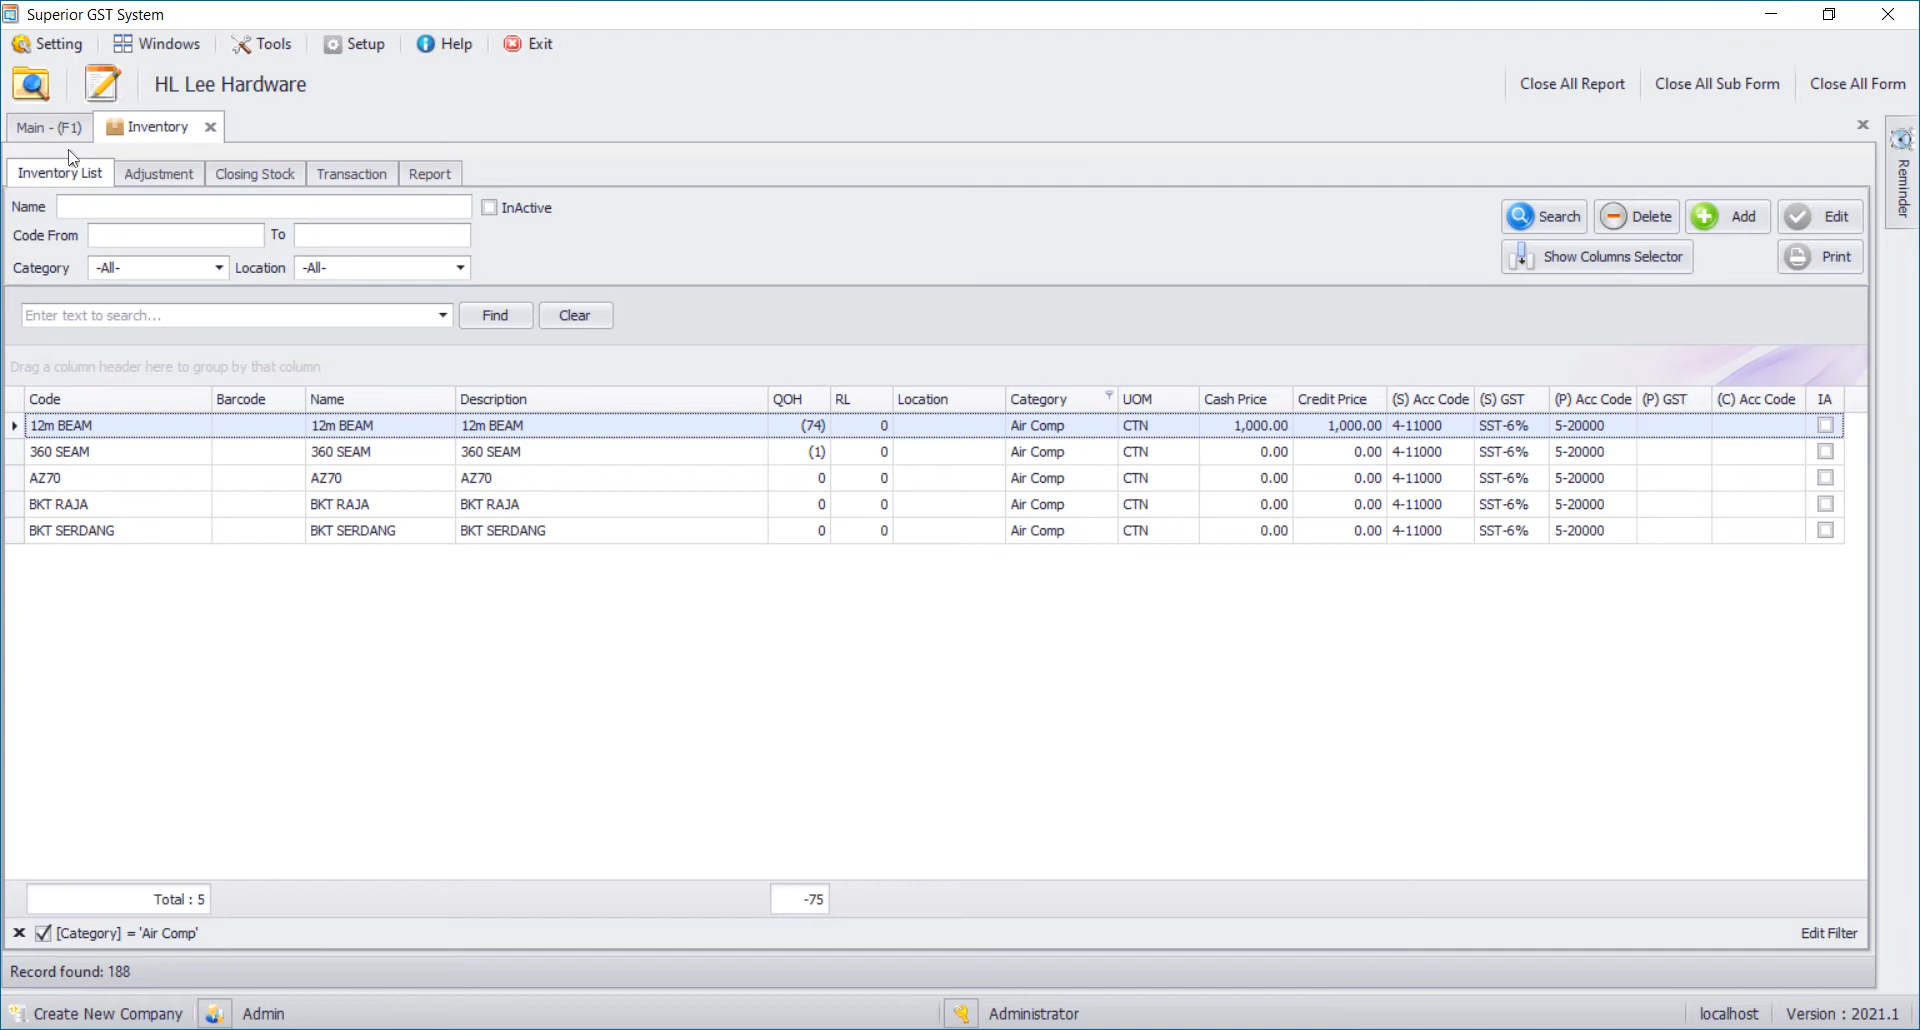 Superior GST System
Setting Windows Tools Setup Help Exit
HL Lee Hardware Close All Report Close All Sub Form Close All Form
Main - (F1) Inventory
Reminder
Inventory List Adjustment Closing Stock Transaction Report
Name InActive Search Delete Add Edit
Code From To
Category -All- Location -All- Show Columns Selector Print
Enter text to search... Find Clear
Drag a column header here to group by that column
Code Barcode Name Description QOH RL Location Category UOM Cash Price Credit Price (S) Acc Code (S) GST (P) Acc Code (P) GST (C) Acc Code IA
12m BEAM 12m BEAM 12m BEAM (74) 0 Air Comp CTN 1,000.00 1,000.00 4-11000 SST-6% 5-20000
360 SEAM 360 SEAM 360 SEAM (1) 0 Air Comp CTN 0.00 0.00 4-11000 SST-6% 5-20000
AZ70 AZ70 AZ70 0 0 Air Comp CTN 0.00 0.00 4-11000 SST-6% 5-20000
BKT RAJA BKT RAJA BKT RAJA 0 0 Air Comp CTN 0.00 0.00 4-11000 SST-6% 5-20000
BKT SERDANG BKT SERDANG BKT SERDANG 0 0 Air Comp CTN 0.00 0.00 4-11000 SST-6% 5-20000
Total : 5 -75
[Category] = 'Air Comp' Edit Filter
Record found: 188
Create New Company Admin Administrator localhost Version : 2021.1